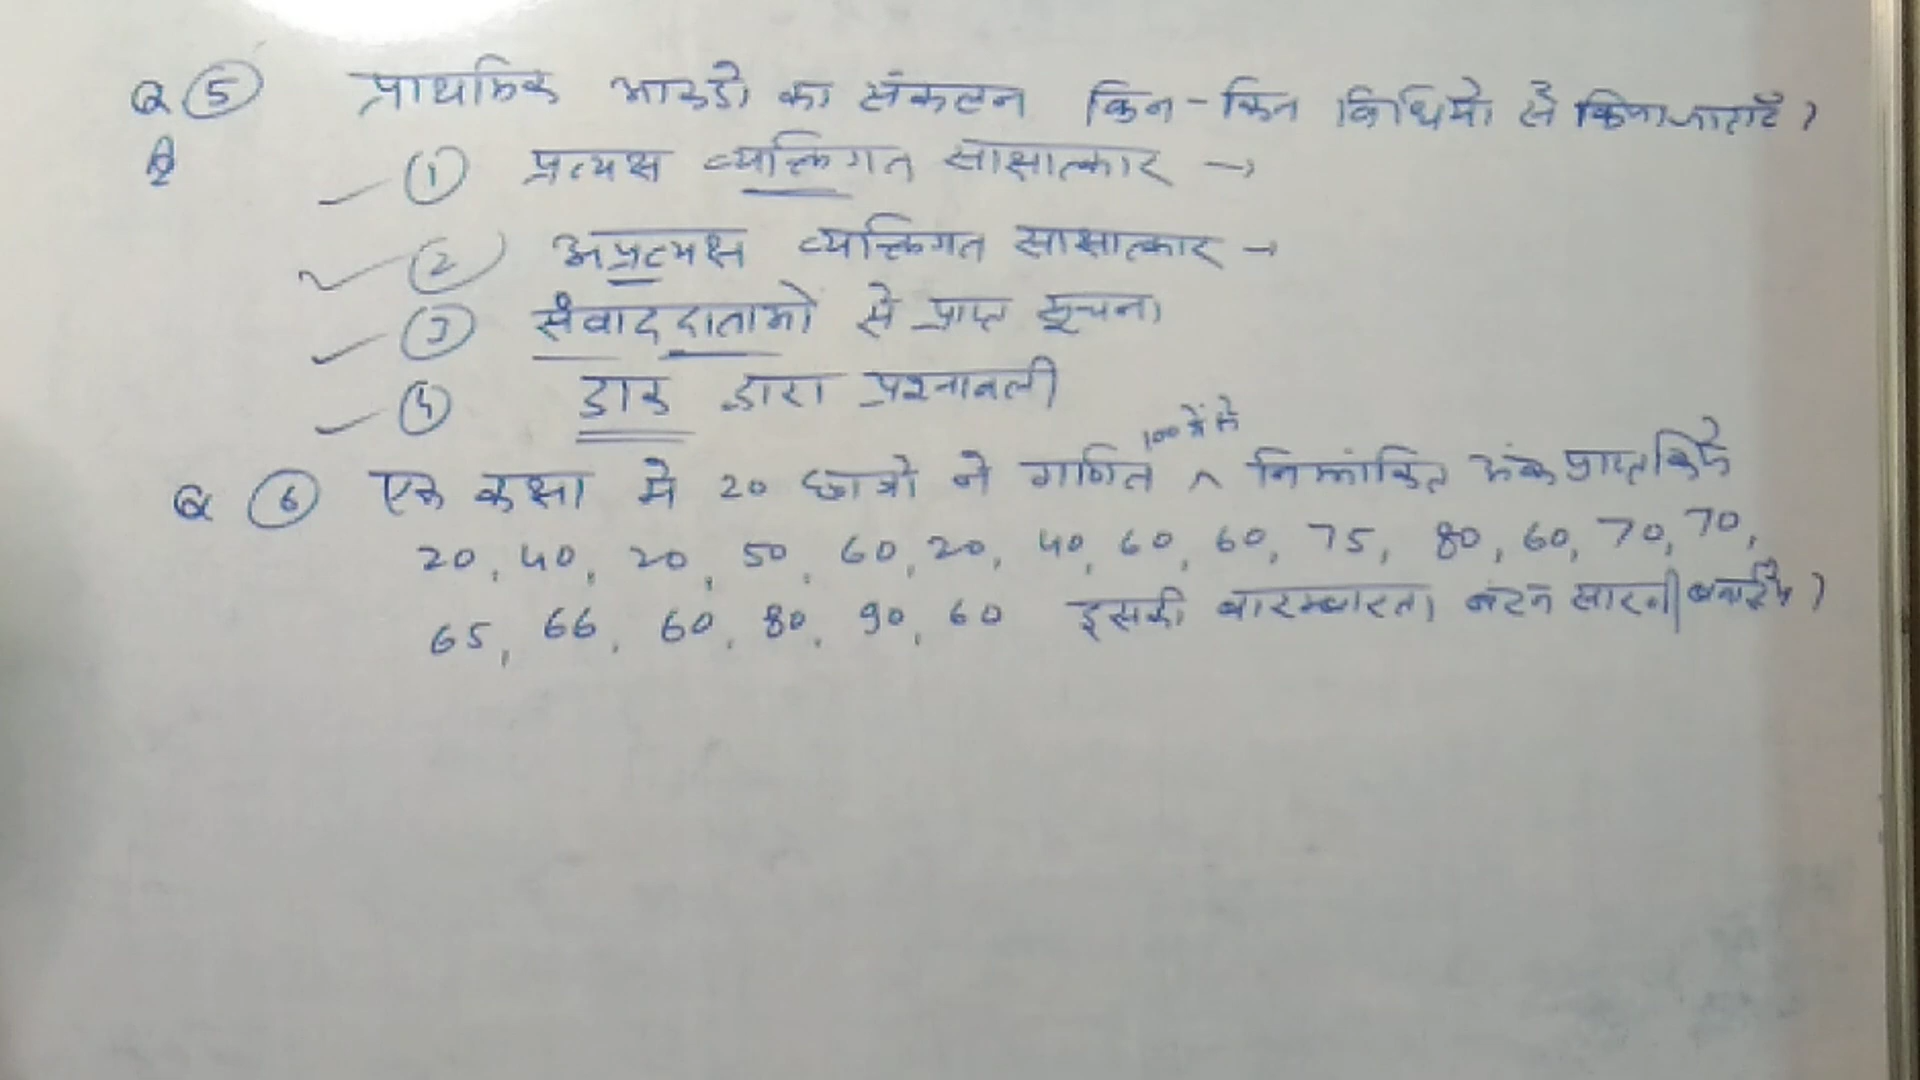 Q ⑤ प्राथमिक आकडो का संकलन किन-किन विधियो से किया जाता है?
A ① प्रत्यक्ष व्यक्तिगत साक्षात्कार →
② अप्रत्यक्ष व्यक्तिगत साक्षात्कार →
③ संवाददाताओ से प्राप्त सूचना
④ डाक द्वारा प्रश्नावली
100 में से
Q ⑥ एक कक्षा मे 20 छात्रो ने गणित ^ निम्नांकित अंक प्राप्त किये
20, 40, 20, 50, 60, 20, 40, 60, 60, 75, 80, 60, 70, 70,
65, 66, 60, 80, 90, 60 इसकी बारम्बारता बंटन सारणी बनाईये?